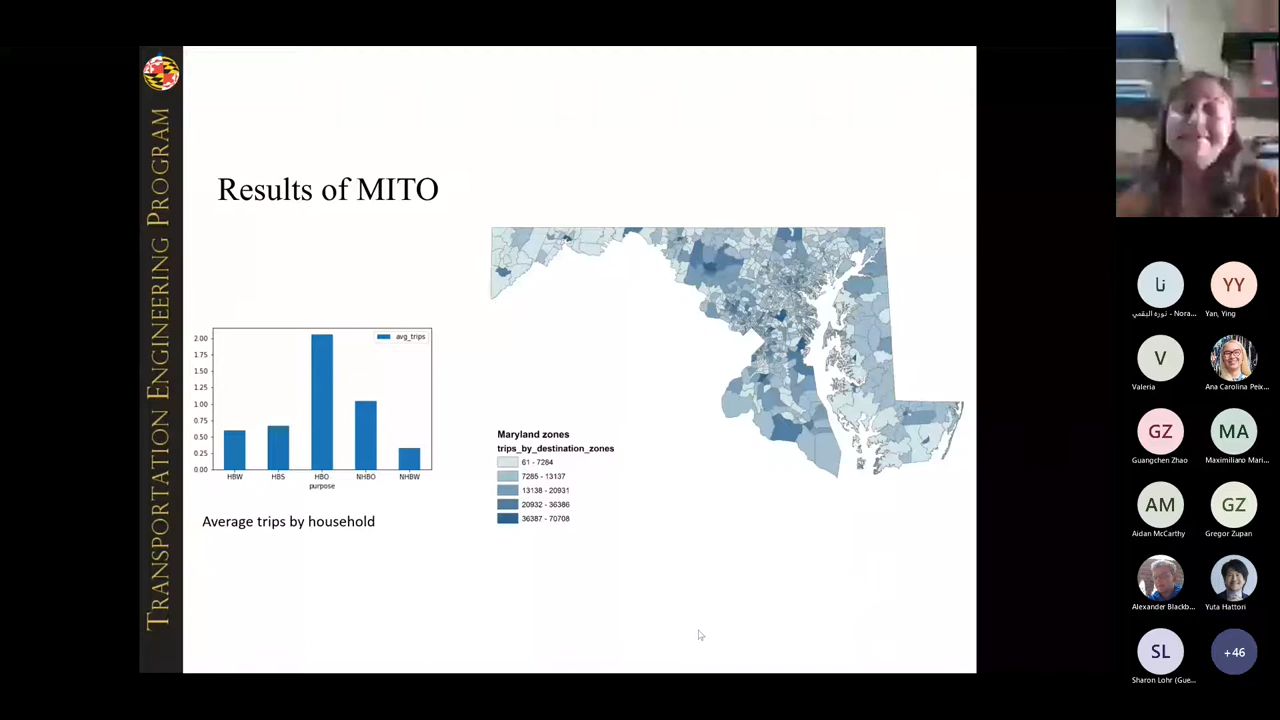 TRANSPORTATION ENGINEERING PROGRAM
Results of MITO
avg_trips
2.00
1.75
1.50
1.25
1.00
0.75
0.50
0.25
0.00
HBW HBS HBO NHBO NHBW
purpose
Average trips by household
Maryland zones
trips_by_destination_zones
61 - 7284
7285 - 13137
13138 - 20931
20932 - 36386
36387 - 70708
نا YY
نوره البقمي - Nora... Yan, Ying
V
Valeria Ana Carolina Peix...
GZ MA
Guangchen Zhao Maximiliano Mari...
AM GZ
Aidan McCarthy Gregor Zupan
Alexander Blackb... Yuta Hattori
SL +46
Sharon Lohr (Gue...